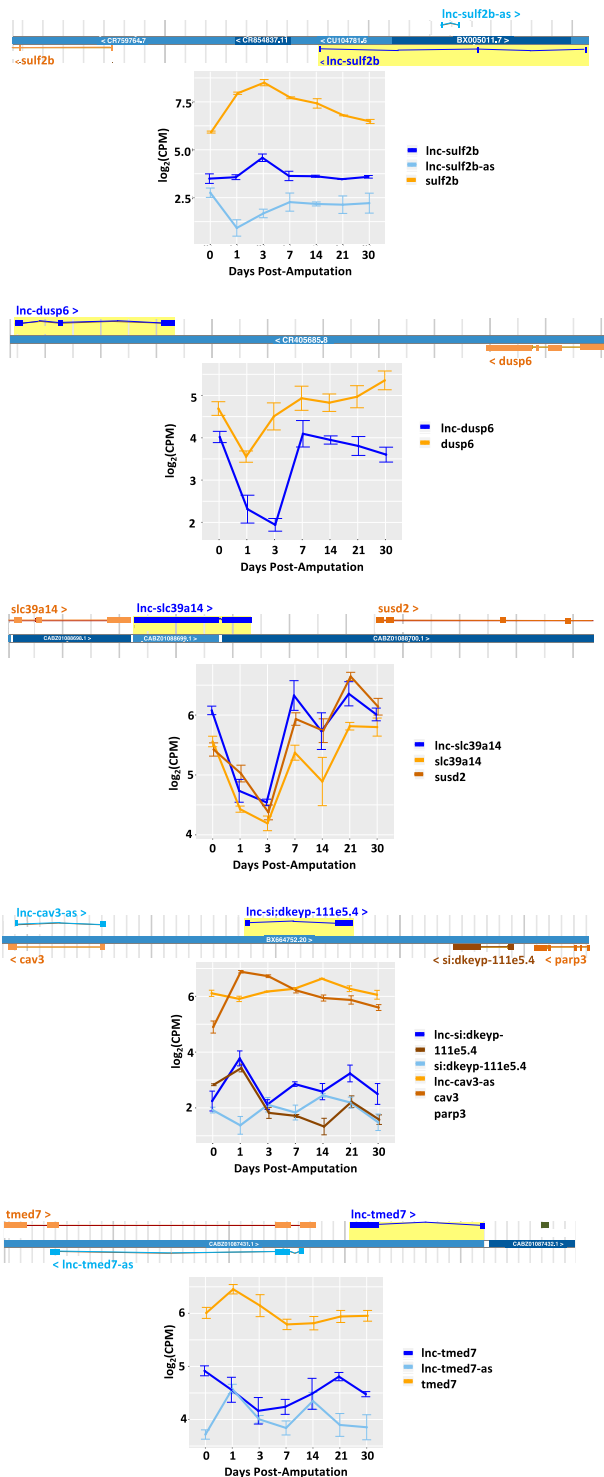 lnc-sulf2b-as >
< CR759764.7
< CR854837.11
< CU104781.6
BX005011.7 >
<sulf2b
<lnc-sulf2b
log2(CPM)
7.5
5.0
2.5
0 1 3 7 14 21 30
Days Post-Amputation
lnc-sulf2b
lnc-sulf2b-as
sulf2b
lnc-dusp6 >
< CR405685.8
< dusp6
log2(CPM)
5
4
3
2
0 1 3 7 14 21 30
Days Post-Amputation
lnc-dusp6
dusp6
slc39a14 >
lnc-slc39a14 >
susd2 >
CABZ01088698.1 >
CABZ01088699.1 >
CABZ01088700.1 >
log2(CPM)
6
5
4
0 1 3 7 14 21 30
Days Post-Amputation
lnc-slc39a14
slc39a14
susd2
lnc-cav3-as >
lnc-si:dkeyp-111e5.4 >
BX664752.20 >
< cav3
< si:dkeyp-111e5.4
< parp3
log2(CPM)
6
4
2
0 1 3 7 14 21 30
Days Post-Amputation
lnc-si:dkeyp-
111e5.4
si:dkeyp-111e5.4
lnc-cav3-as
cav3
parp3
tmed7 >
lnc-tmed7 >
CABZ01087431.1 >
CABZ01087432.1 >
< lnc-tmed7-as
log2(CPM)
6
5
4
0 1 3 7 14 21 30
Days Post-Amputation
lnc-tmed7
lnc-tmed7-as
tmed7